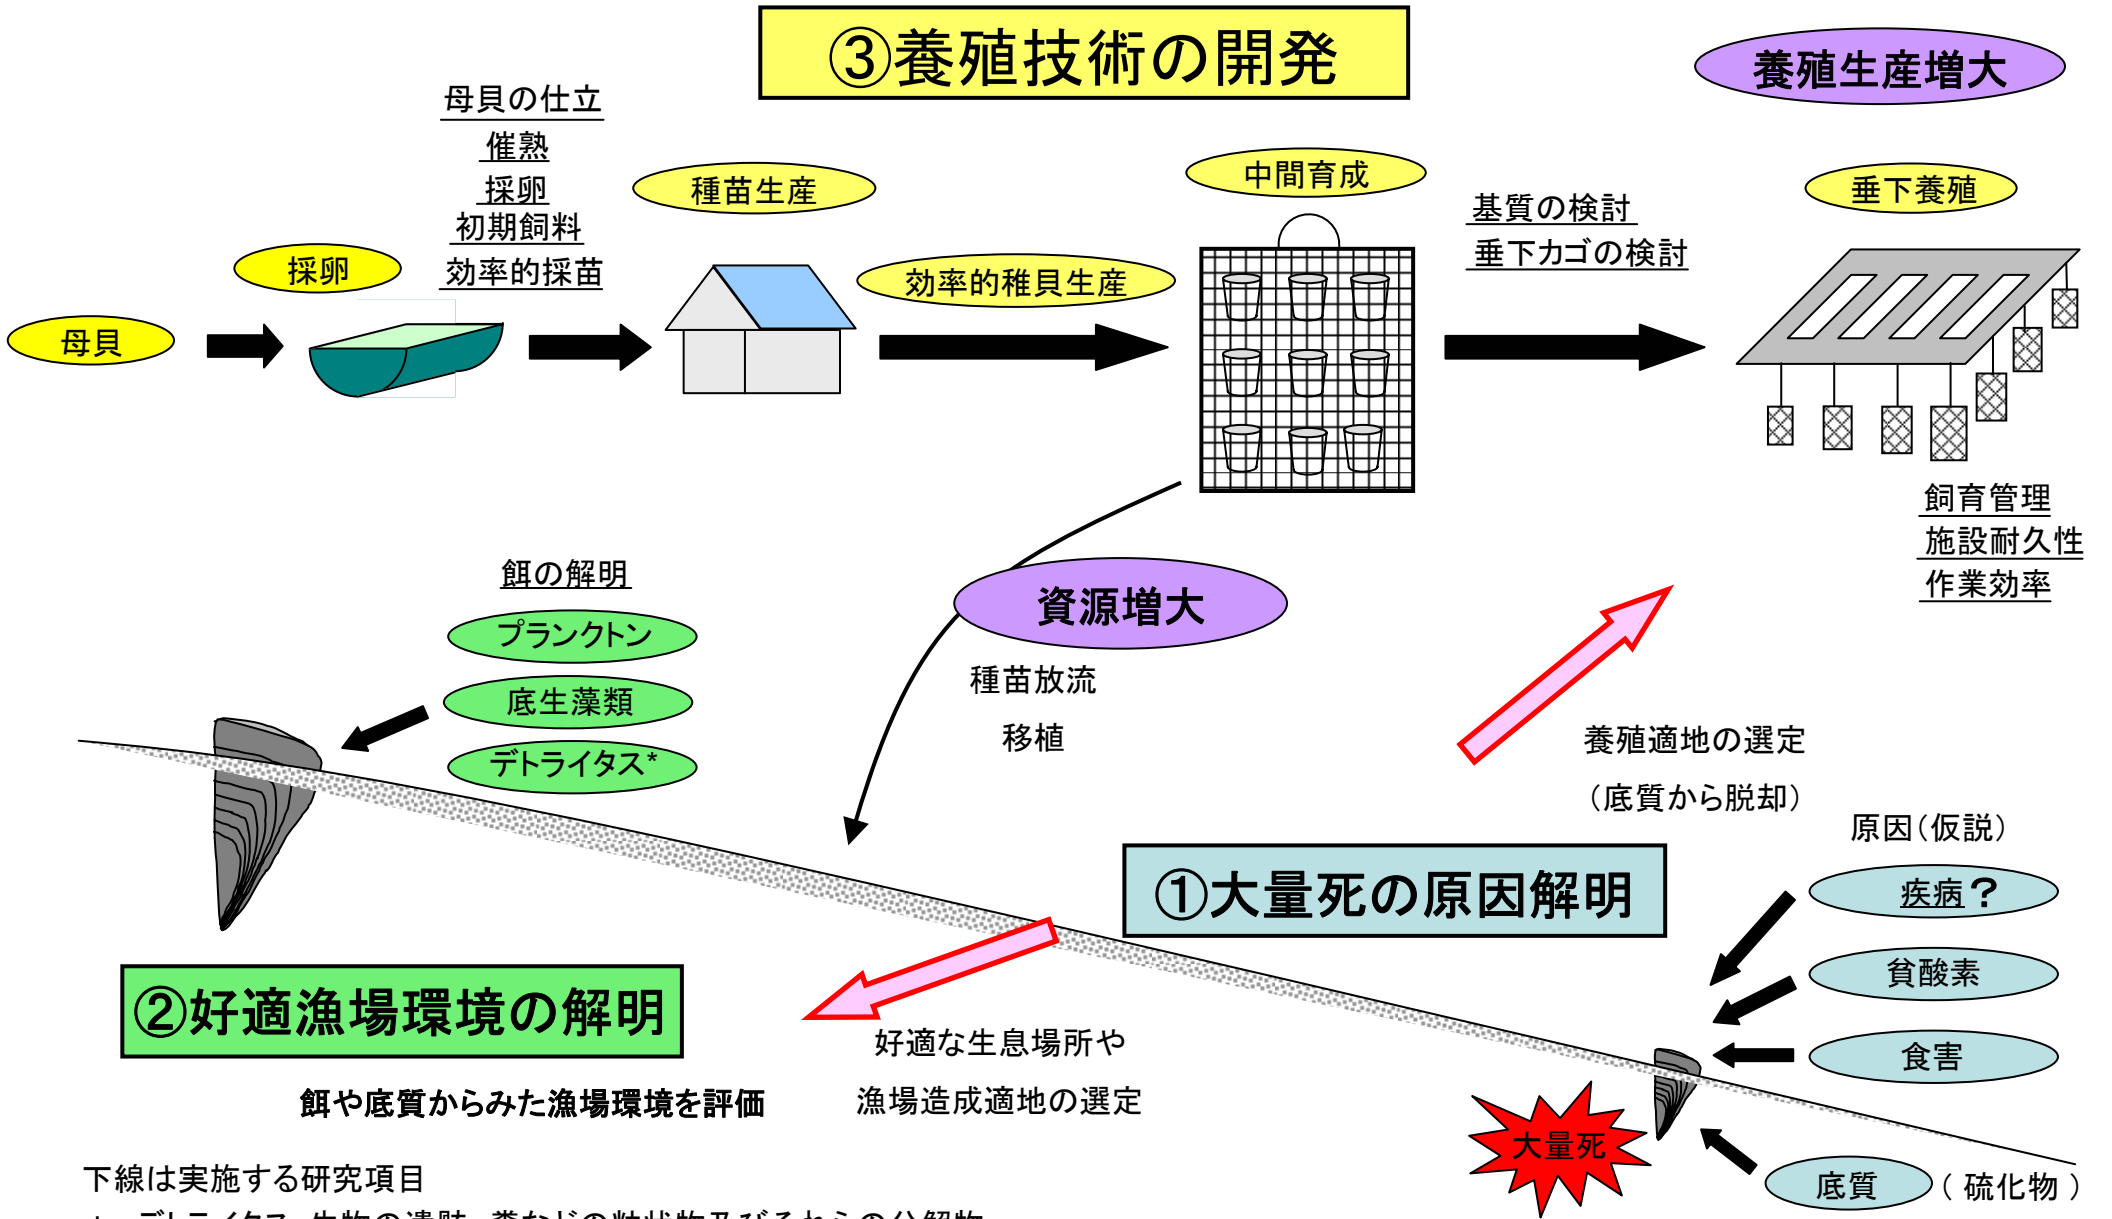 ③養殖技術の開発
養殖生産増大
母貝の仕立
催熟
採卵
初期飼料
効率的採苗
種苗生産
中間育成
基質の検討
垂下カゴの検討
垂下養殖
採卵
効率的稚貝生産
母貝
飼育管理
施設耐久性
作業効率
餌の解明
プランクトン
底生藻類
デトライタス*
資源増大
種苗放流
移植
養殖適地の選定
（底質から脱却）
原因（仮説）
①大量死の原因解明
疾病？
貧酸素
食害
底質
（硫化物）
大量死
②好適漁場環境の解明
餌や底質からみた漁場環境を評価
好適な生息場所や
漁場造成適地の選定
下線は実施する研究項目